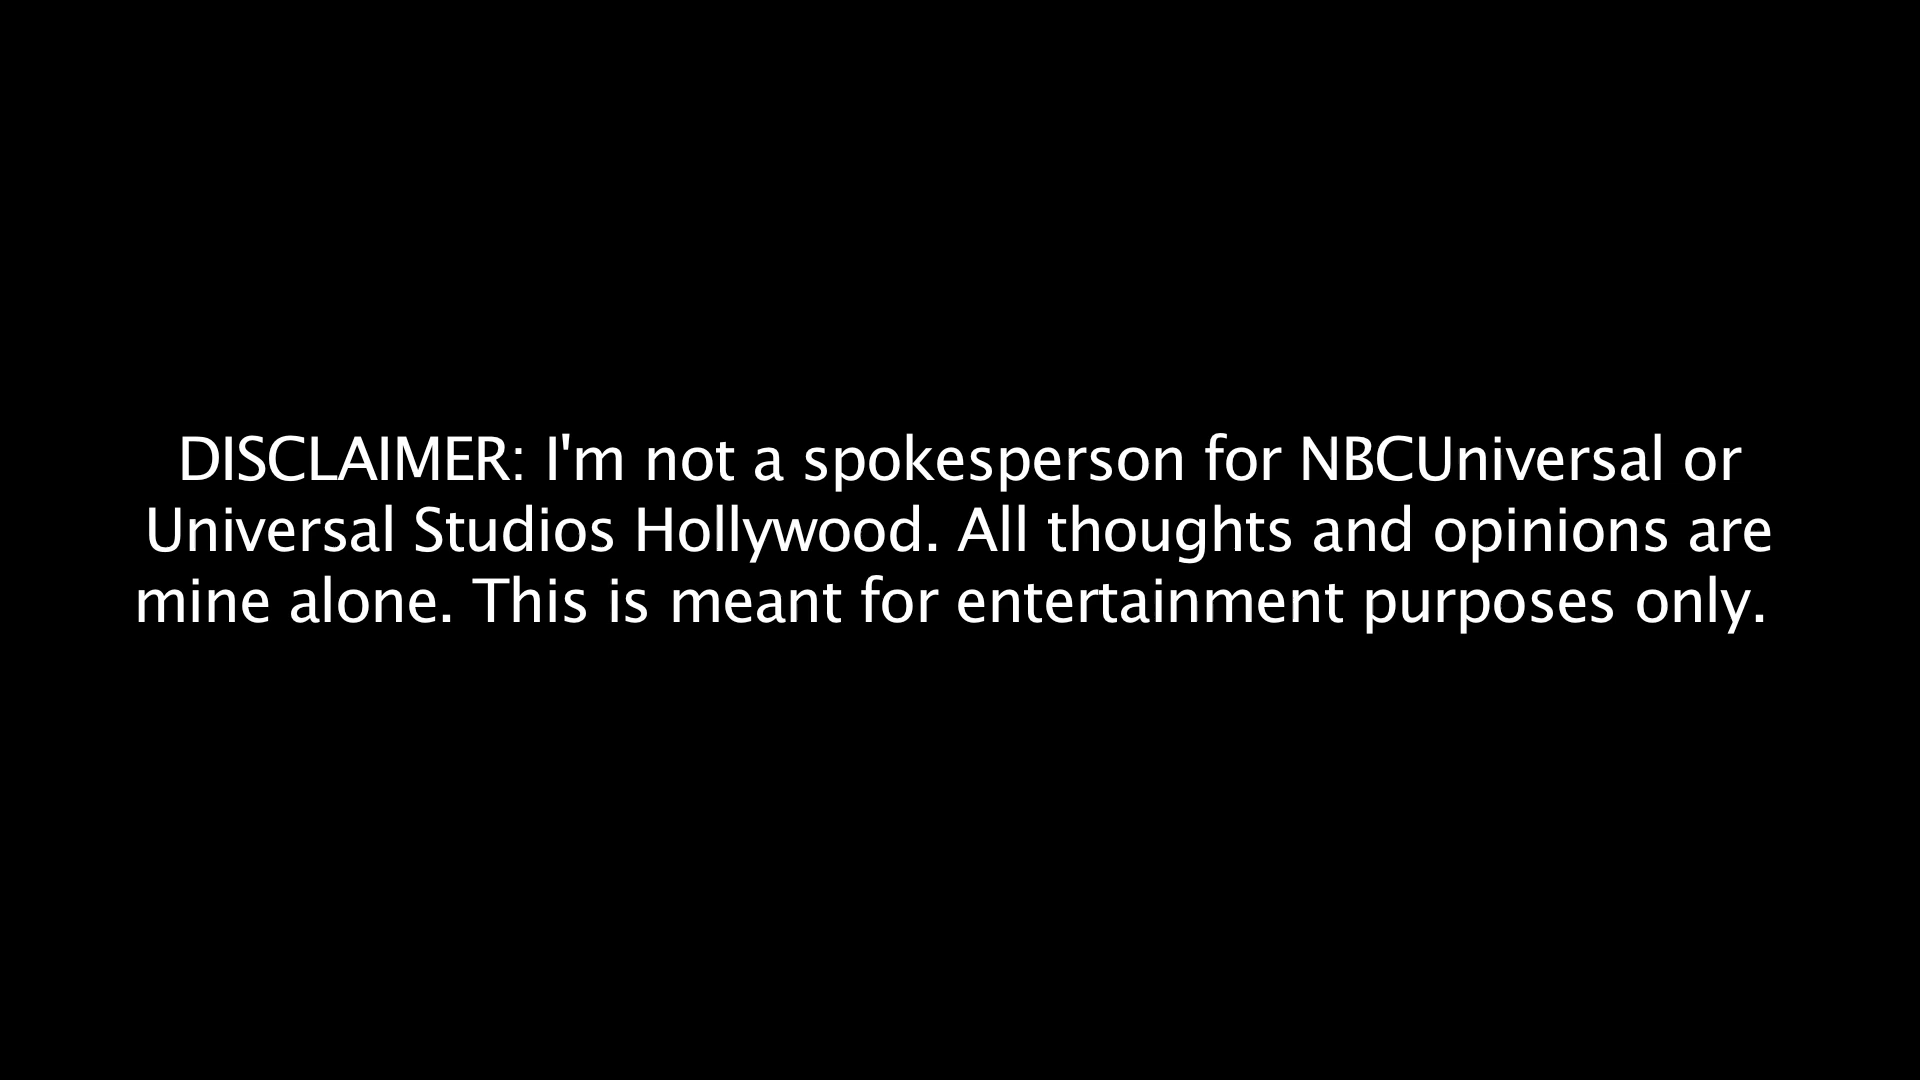 DISCLAIMER: I'm not a spokesperson for NBCUniversal or
Universal Studios Hollywood. All thoughts and opinions are
mine alone. This is meant for entertainment purposes only.